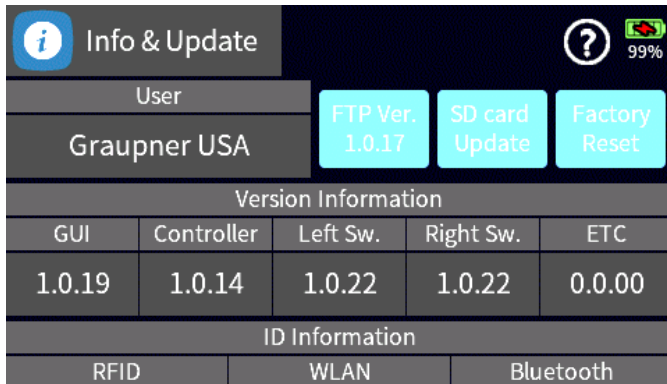 i Info & Update ? 99%
User
Graupner USA
FTP Ver.
1.0.17
SD card
Update
Factory
Reset
Version Information
GUI Controller Left Sw. Right Sw. ETC
1.0.19 1.0.14 1.0.22 1.0.22 0.0.00
ID Information
RFID WLAN Bluetooth